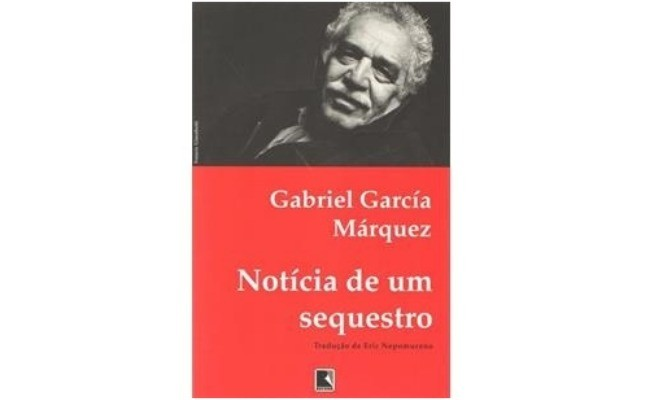 Gabriel García
Márquez
Notícia de um
sequestro
Tradução de Eric Nepomuceno